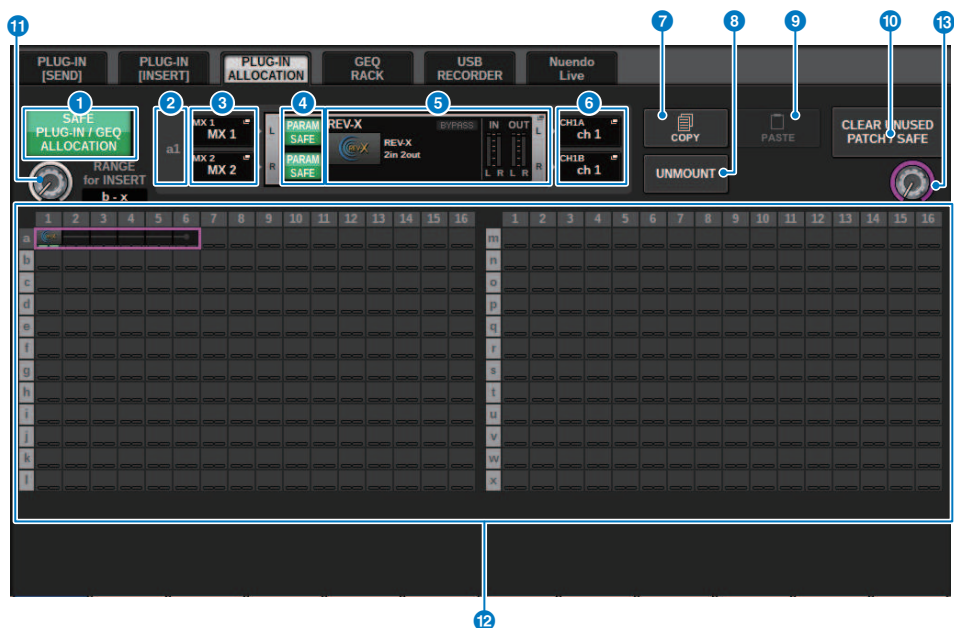 11 7 8 9 10 13
PLUG-IN [SEND]
PLUG-IN [INSERT]
PLUG-IN ALLOCATION
GEQ RACK
USB RECORDER
Nuendo Live
1 2 3 4 5 6
SAFE
PLUG-IN / GEQ
ALLOCATION
RANGE
for INSERT
b - x
a1
MX 1
MX 1
MX 2
MX 2
L
R
PARAM
SAFE
PARAM
SAFE
REV-X
BYPASS
REV-X
REV-X
2in 2out
IN OUT
L R L R
L
R
CH1A
ch 1
CH1B
ch 1
COPY
PASTE
UNMOUNT
CLEAR UNUSED
PATCH / SAFE
1 2 3 4 5 6 7 8 9 10 11 12 13 14 15 16
a
b
c
d
e
f
g
h
i
j
k
l
1 2 3 4 5 6 7 8 9 10 11 12 13 14 15 16
m
n
o
p
q
r
s
t
u
v
w
x
12